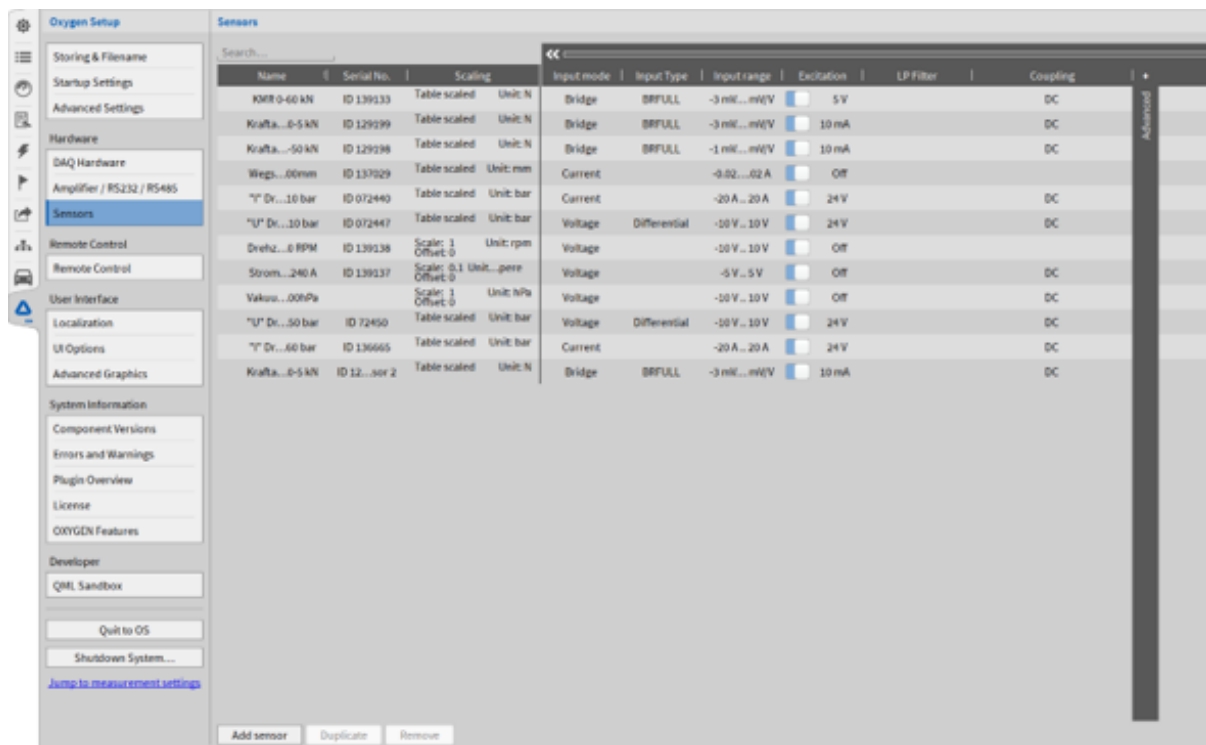 Oxygen Setup
Storing & Filename
Startup Settings
Advanced Settings
Hardware
DAQ Hardware
Amplifier / RS232 / RS485
Sensors
Remote Control
Remote Control
User Interface
Localization
UI Options
Advanced Graphics
System Information
Component Versions
Errors and Warnings
Plugin Overview
License
OXYGEN Features
Developer
QML Sandbox
Quit to OS
Shutdown System...
Jump to measurement settings
Sensors
Search...
Name Serial No. Scaling Input mode Input Type Input range Excitation LP Filter Coupling +
KMR 0-60 kN ID 139133 Table scaled Unit: N Bridge BRFULL -3 mV... mV/V 5 V DC
Krafta...0-5 kN ID 129199 Table scaled Unit: N Bridge BRFULL -3 mV... mV/V 10 mA DC
Krafta...-50 kN ID 129198 Table scaled Unit: N Bridge BRFULL -1 mV... mV/V 10 mA DC
Wegs...00mm ID 137029 Table scaled Unit: mm Current -0.02....02 A Off
"I" Dr...10 bar ID 072440 Table scaled Unit: bar Current -20 A.. 20 A 24 V DC
"U" Dr...10 bar ID 072447 Table scaled Unit: bar Voltage Differential -10 V.. 10 V 24 V DC
Drehz...0 RPM ID 139138 Scale: 1 Offset: 0 Unit: rpm Voltage -10 V.. 10 V Off
Strom...240 A ID 139137 Scale: 0.1 Offset: 0 Unit...pere Voltage -5 V.. 5 V Off DC
Vakuu...00hPa Scale: 1 Offset: 0 Unit: hPa Voltage -10 V.. 10 V Off DC
"U" Dr...50 bar ID 72450 Table scaled Unit: bar Voltage Differential -10 V.. 10 V 24 V DC
"I" Dr...60 bar ID 136665 Table scaled Unit: bar Current -20 A.. 20 A 24 V DC
Krafta...0-5 kN ID 12...sor 2 Table scaled Unit: N Bridge BRFULL -3 mV... mV/V 10 mA DC
Advanced
Add sensor Duplicate Remove